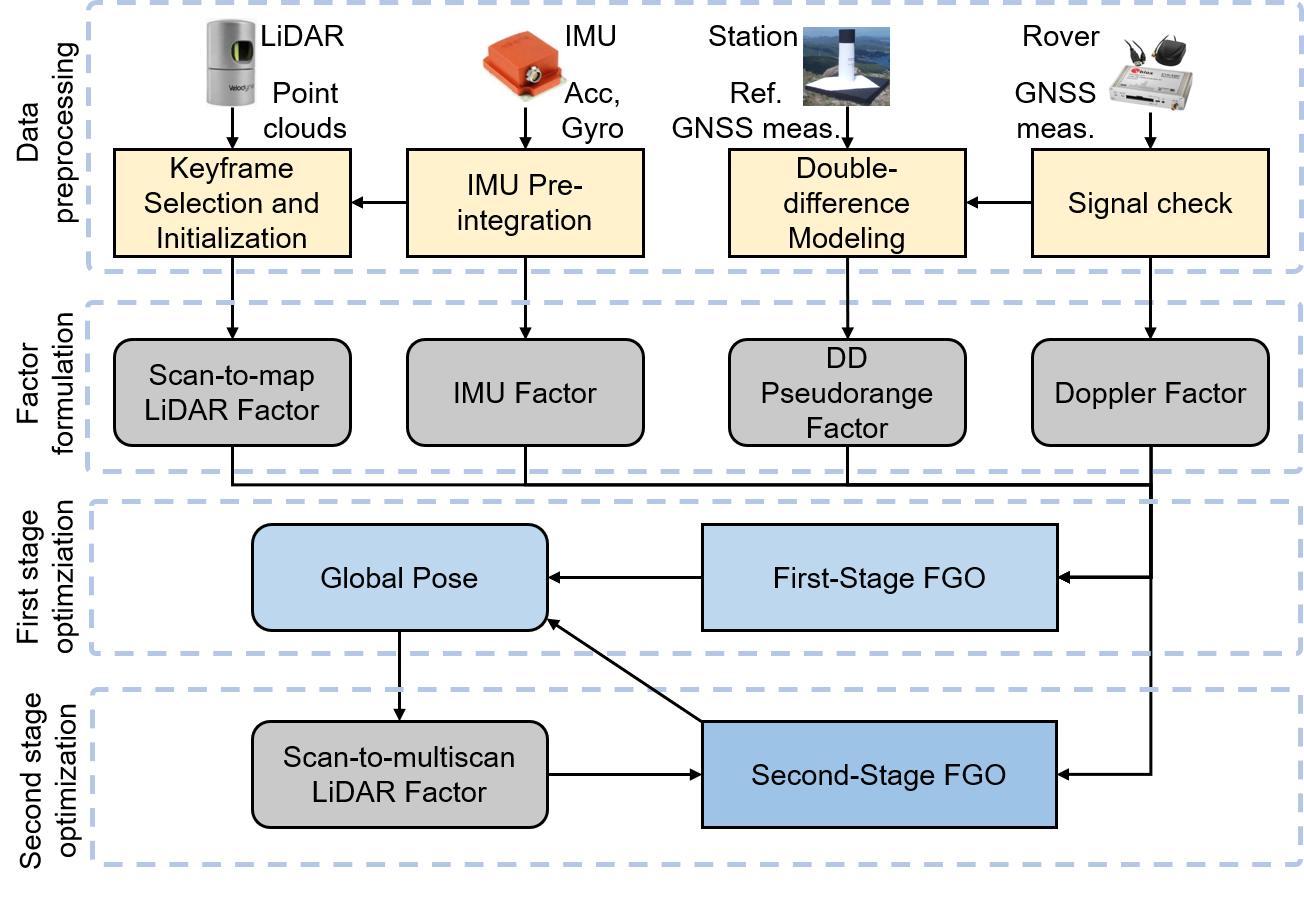 Data
preprocessing
LiDAR
Point
clouds
Velodyne
IMU
Acc,
Gyro
Station
Ref.
GNSS meas.
Rover
GNSS
meas.
Keyframe
Selection and
Initialization
IMU Pre-
integration
Double-
difference
Modeling
Signal check
Factor
formulation
Scan-to-map
LiDAR Factor
IMU Factor
DD
Pseudorange
Factor
Doppler Factor
First stage
optimziation
Global Pose
First-Stage FGO
Second stage
optimization
Scan-to-multiscan
LiDAR Factor
Second-Stage FGO